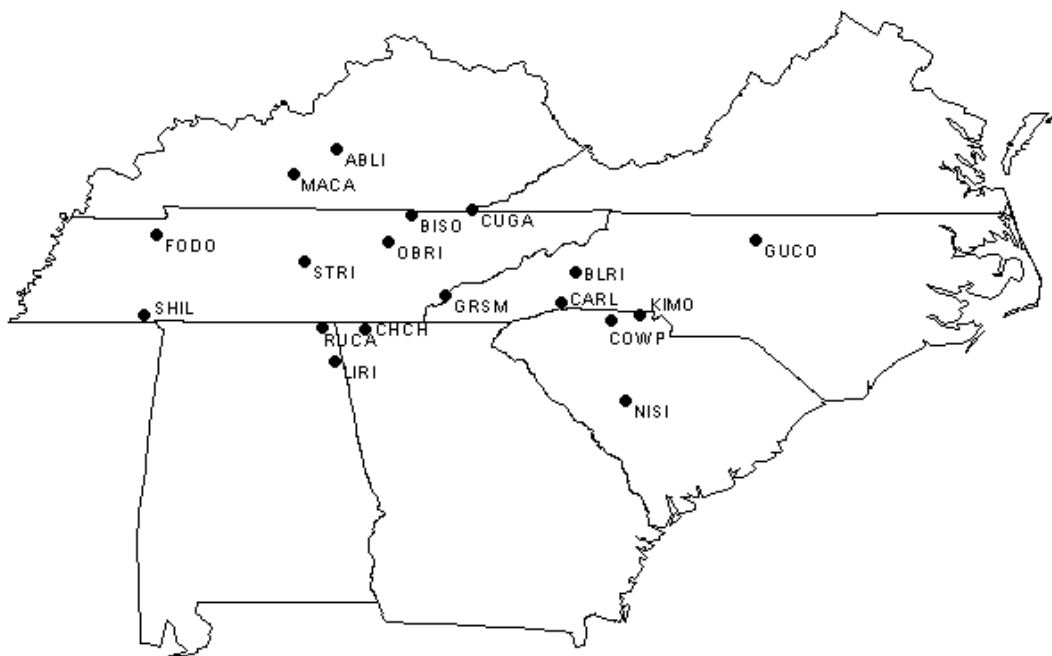 ABLI
MACA
BISO
CUGA
FODO
OBRI
GUCO
STRI
BLRI
GRSM
CARL
SHIL
KIMO
RUCA
CHCH
COWP
LIRI
NISI